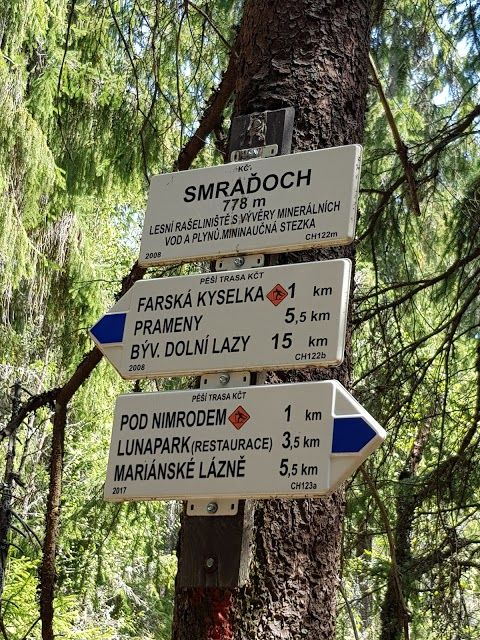 KČT
SMRAĎOCH
778 m
LESNÍ RAŠELINIŠTĚ S VÝVĚRY MINERÁLNÍCH
VOD A PLYNŮ.MININAUČNÁ STEZKA
2008 CH122m
PĚŠÍ TRASA KČT
FARSKÁ KYSELKA 1 km
PRAMENY 5,5 km
BÝV. DOLNÍ LAZY 15 km
2008 CH122b
PĚŠÍ TRASA KČT
POD NIMRODEM 1 km
LUNAPARK (RESTAURACE) 3,5 km
MARIÁNSKÉ LÁZNĚ 5,5 km
2017 CH123a